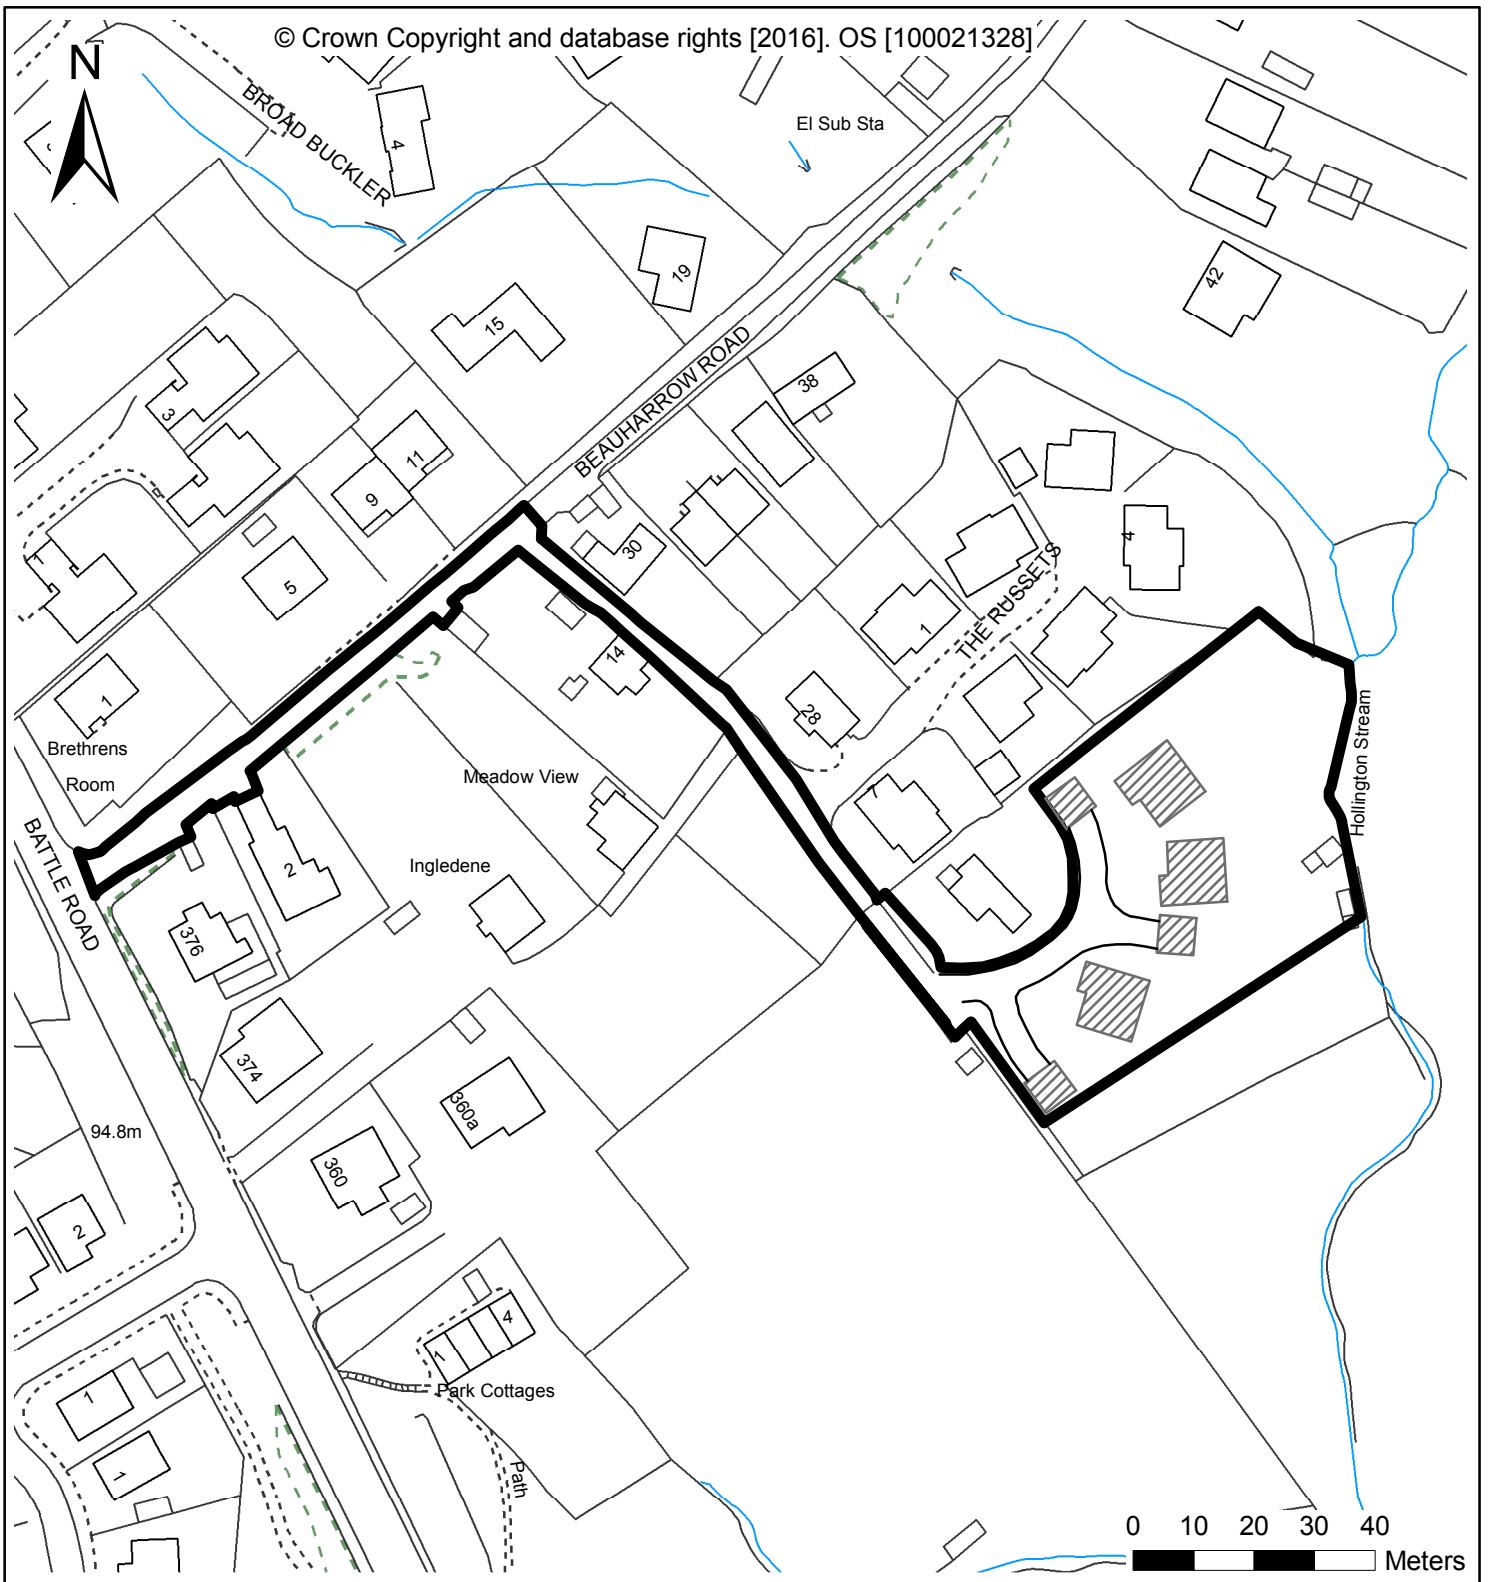 © Crown Copyright and database rights [2016]. OS [100021328]
N
BROAD BUCKLER
4
El Sub Sta
19
42
15
BEAUHARROW ROAD
38
3
11
9
30
4
1
5
THE RUSSETS
1
14
1
28
Brethrens
Room
Meadow View
7
Hollington Stream
BATTLE ROAD
2
Ingledene
376
374
360a
94.8m
360
2
4
1
Park Cottages
1
1
Path
0 10 20 30 40
Meters